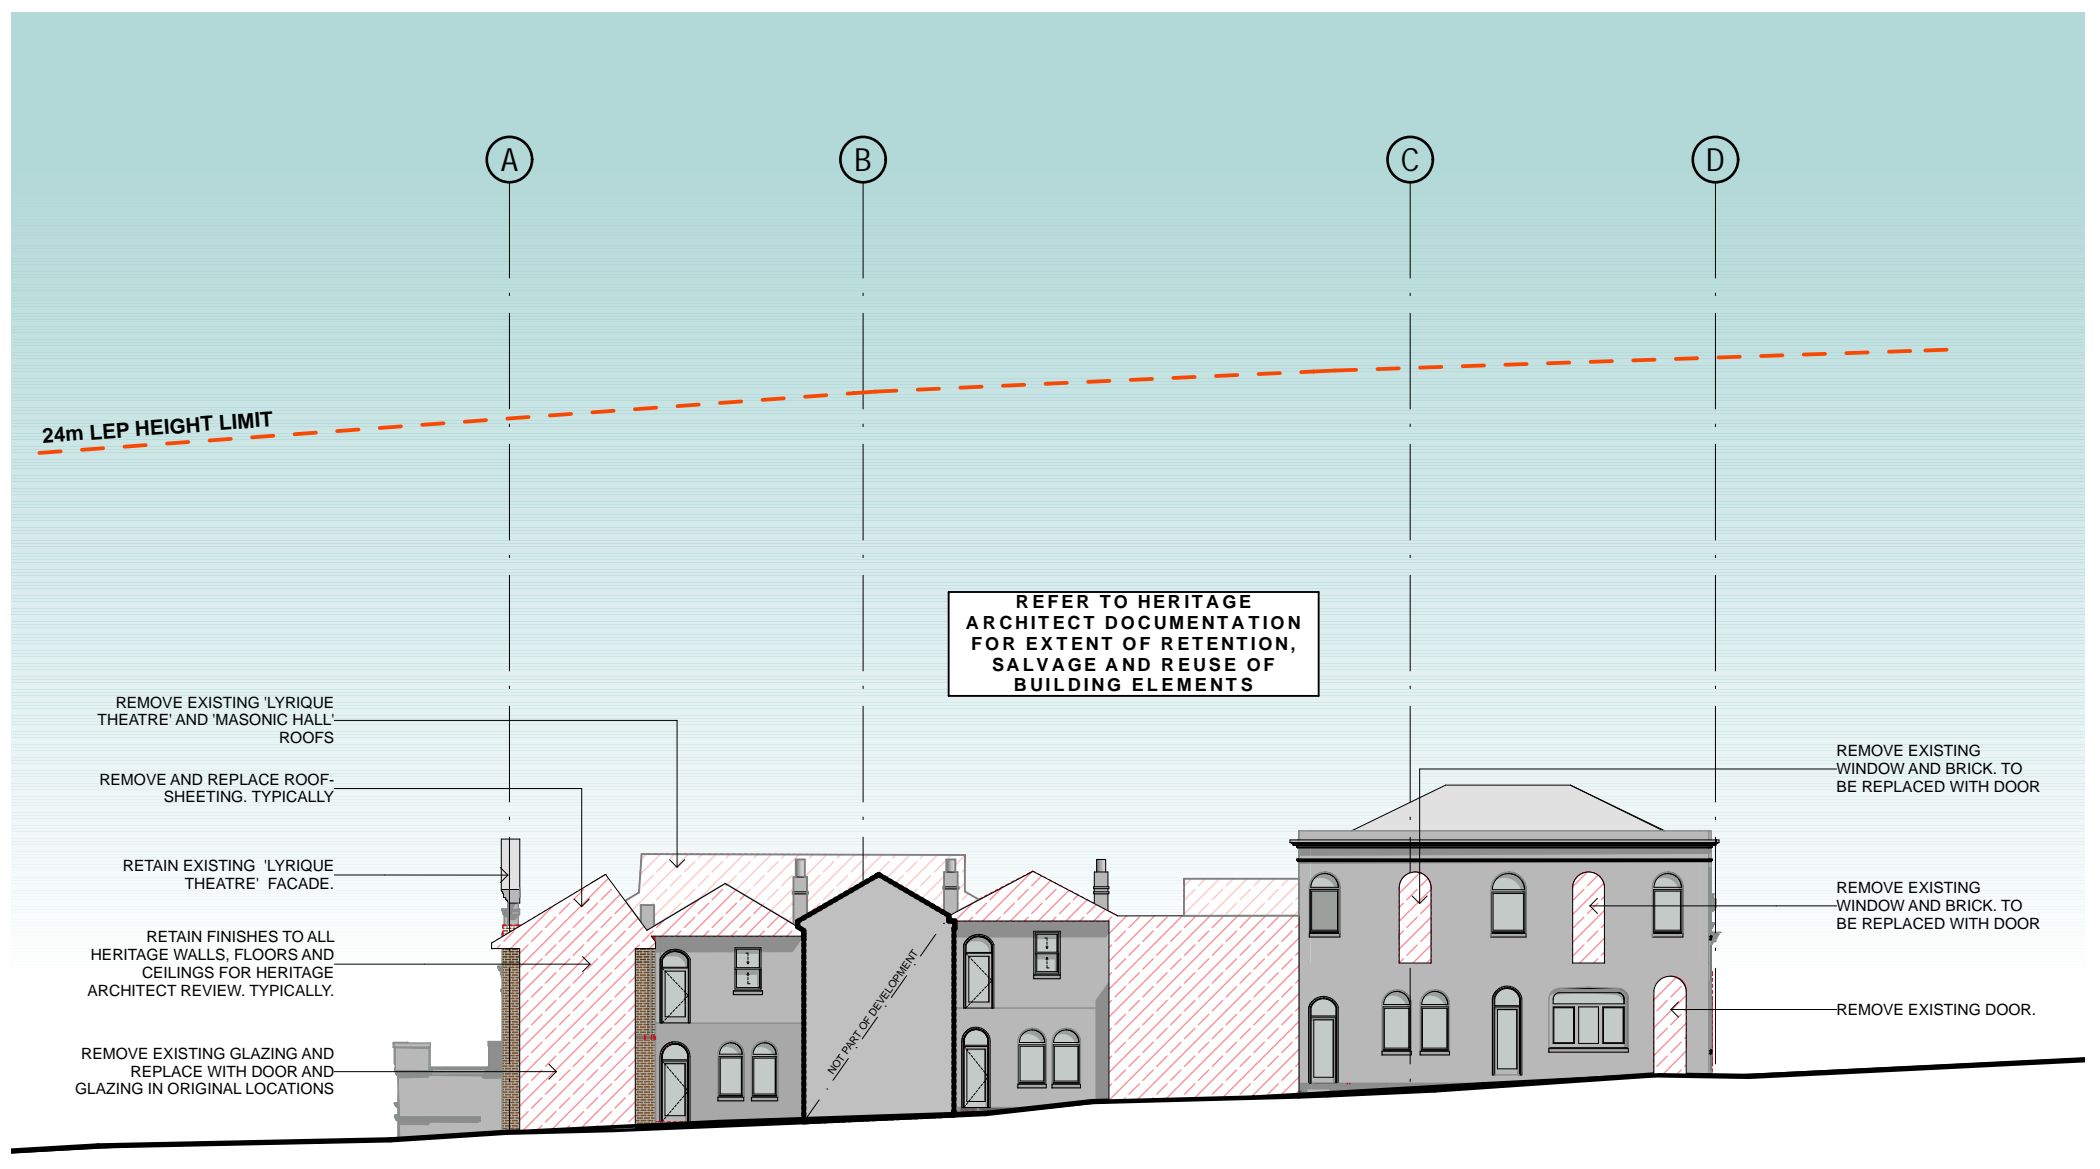 A
B
C
D
24m LEP HEIGHT LIMIT
REFER TO HERITAGE
ARCHITECT DOCUMENTATION
FOR EXTENT OF RETENTION,
SALVAGE AND REUSE OF
BUILDING ELEMENTS
REMOVE EXISTING 'LYRIQUE
THEATRE' AND 'MASONIC HALL'
ROOFS
REMOVE AND REPLACE ROOF-
SHEETING. TYPICALLY
RETAIN EXISTING 'LYRIQUE
THEATRE' FACADE.
RETAIN FINISHES TO ALL
HERITAGE WALLS, FLOORS AND
CEILINGS FOR HERITAGE
ARCHITECT REVIEW. TYPICALLY.
REMOVE EXISTING GLAZING AND
REPLACE WITH DOOR AND
GLAZING IN ORIGINAL LOCATIONS
NOT PART OF DEVELOPMENT
REMOVE EXISTING
WINDOW AND BRICK. TO
BE REPLACED WITH DOOR
REMOVE EXISTING
WINDOW AND BRICK. TO
BE REPLACED WITH DOOR
REMOVE EXISTING DOOR.